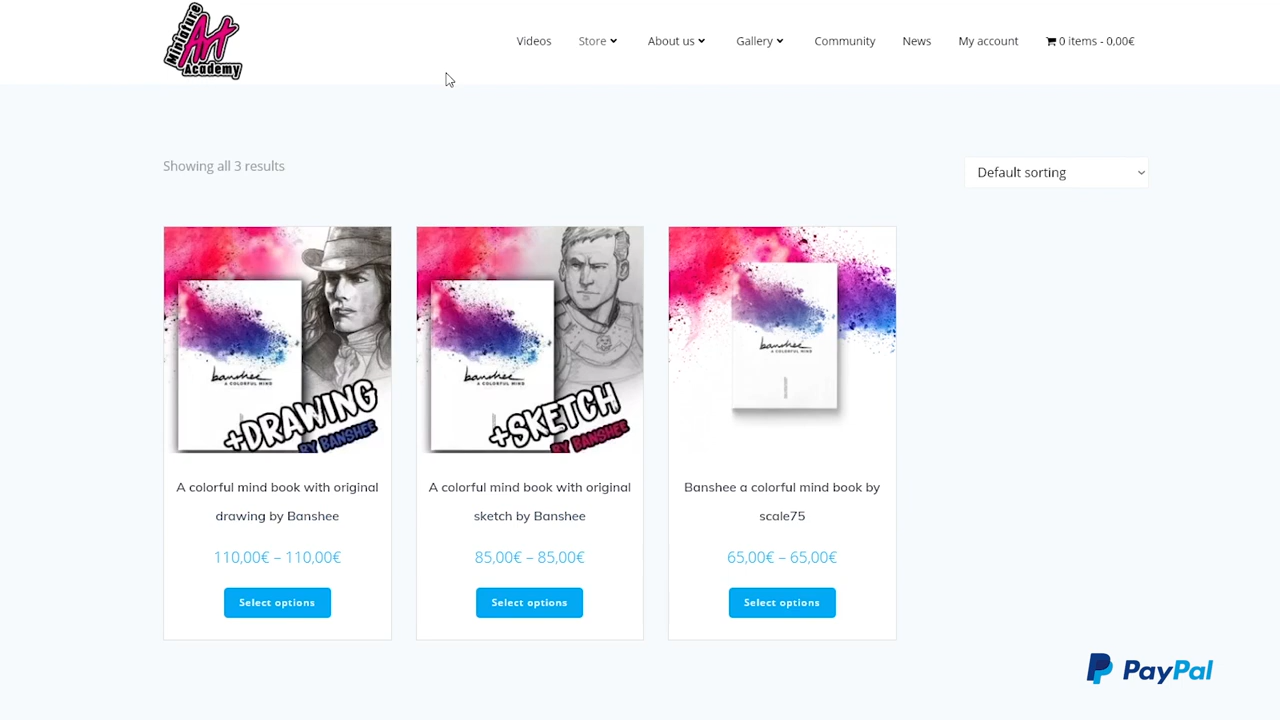 Miniature
Art
Academy
Videos
Store
About us
Gallery
Community
News
My account
0 items - 0,00€
Showing all 3 results
Default sorting
banshee
A COLORFUL MIND
+DRAWING
BY BANSHEE
banshee
A COLORFUL MIND
+SKETCH
BY BANSHEE
banshee
A COLORFUL MIND
A colorful mind book with original
drawing by Banshee
110,00€ – 110,00€
Select options
A colorful mind book with original
sketch by Banshee
85,00€ – 85,00€
Select options
Banshee a colorful mind book by
scale75
65,00€ – 65,00€
Select options
PayPal